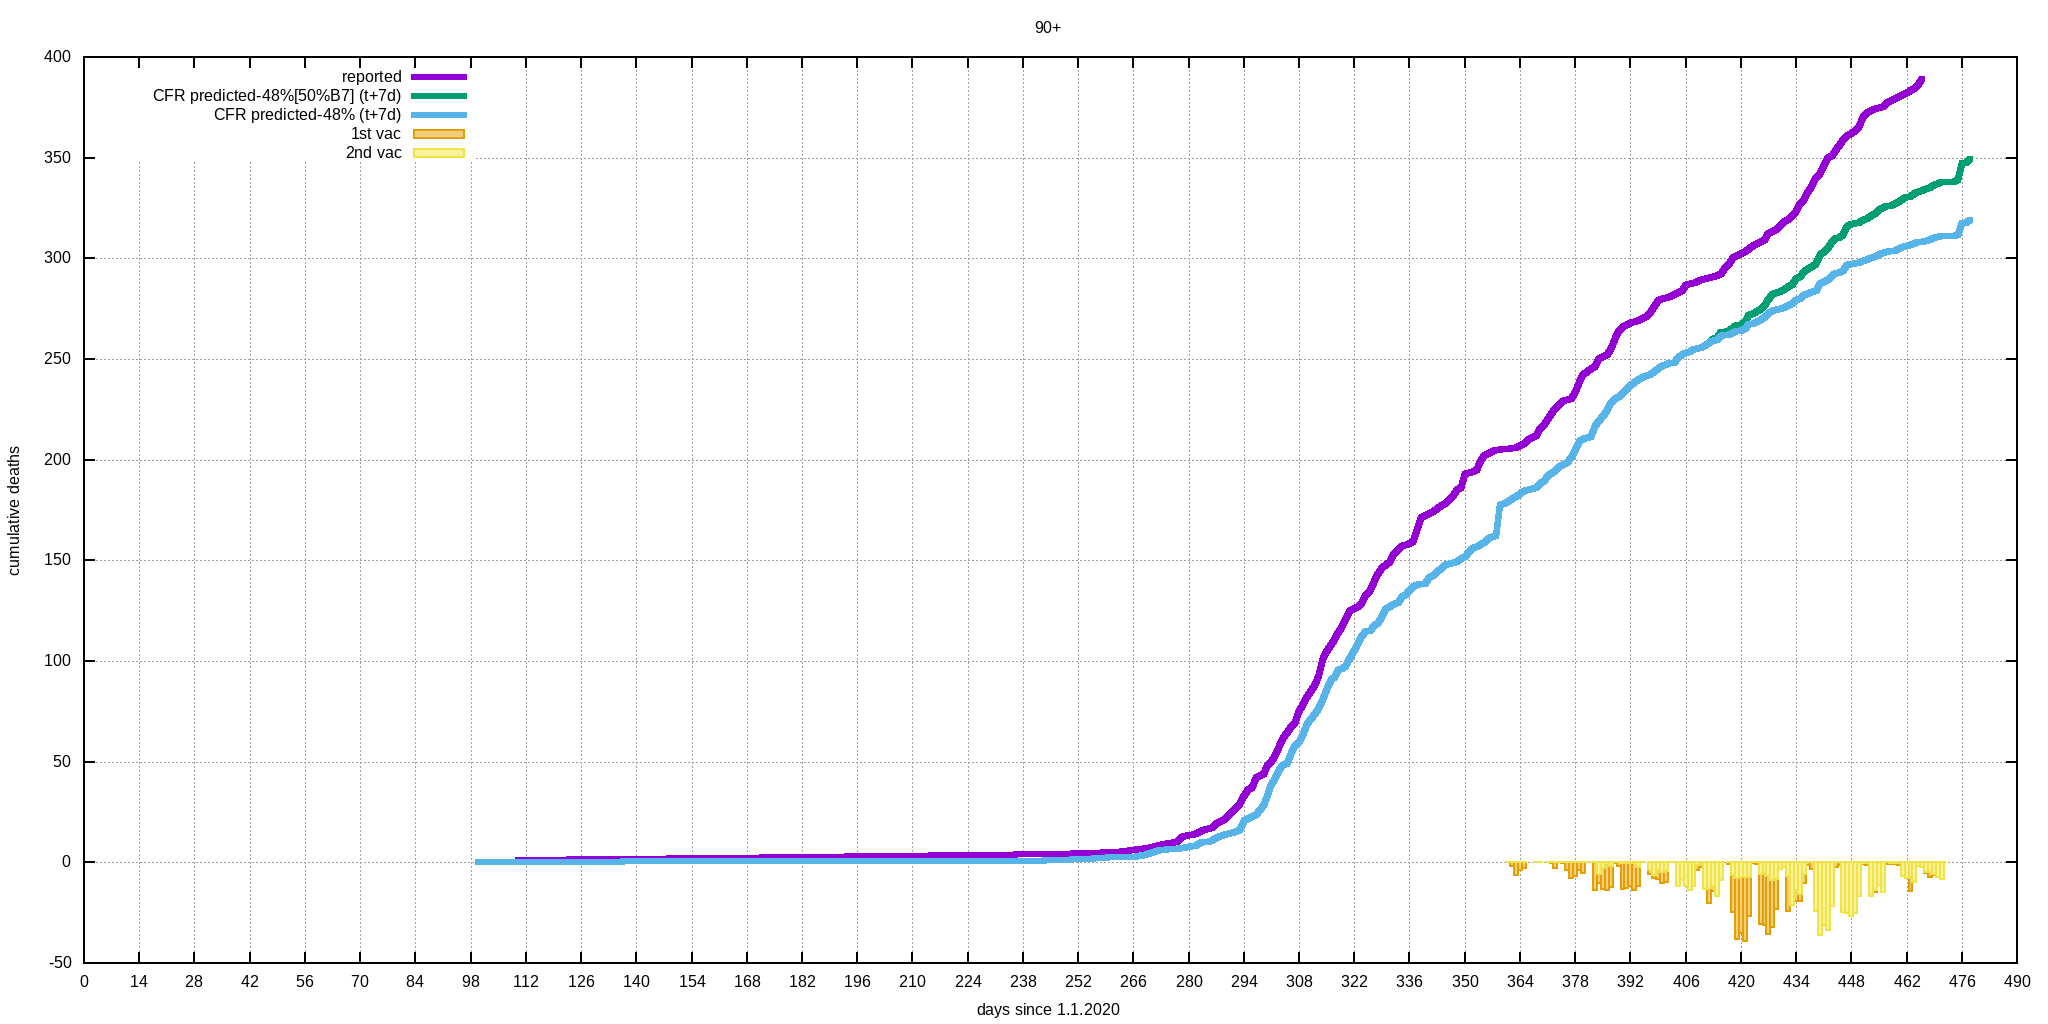 90+
400
reported
CFR predicted-48%[50%B7] (t+7d)
CFR predicted-48% (t+7d)
1st vac
2nd vac
350
300
250
200
150
100
50
0
-50
cumulative deaths
0 14 28 42 56 70 84 98 112 126 140 154 168 182 196 210 224 238 252 266 280 294 308 322 336 350 364 378 392 406 420 434 448 462 476 490
days since 1.1.2020